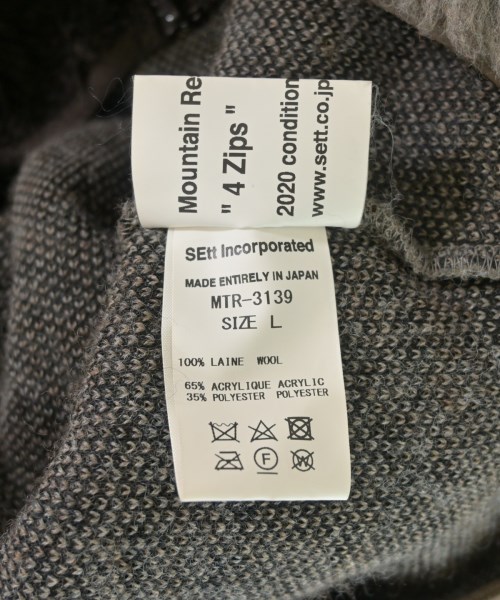 Mountain Re
" 4 Zips "
2020 condition
www.sett.co.jp
SEtt Incorporated
MADE ENTIRELY IN JAPAN
MTR-3139
SIZE L
100% LAINE WOOL
65% ACRYLIQUE ACRYLIC
35% POLYESTER POLYESTER
F
W